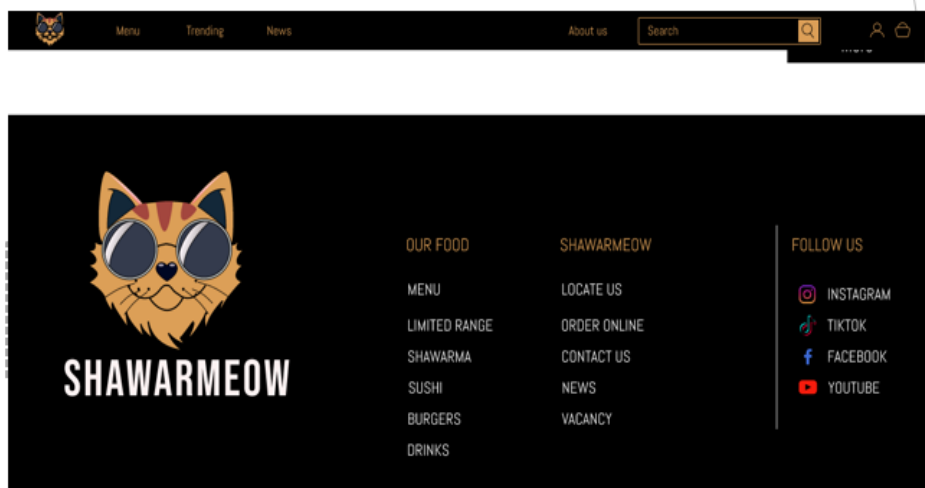 Menu Trending News About us Search
OUR FOOD
MENU
LIMITED RANGE
SHAWARMA
SUSHI
BURGERS
DRINKS
SHAWARMEOW
LOCATE US
ORDER ONLINE
CONTACT US
NEWS
VACANCY
FOLLOW US
INSTAGRAM
TIKTOK
FACEBOOK
YOUTUBE
SHAWARMEOW